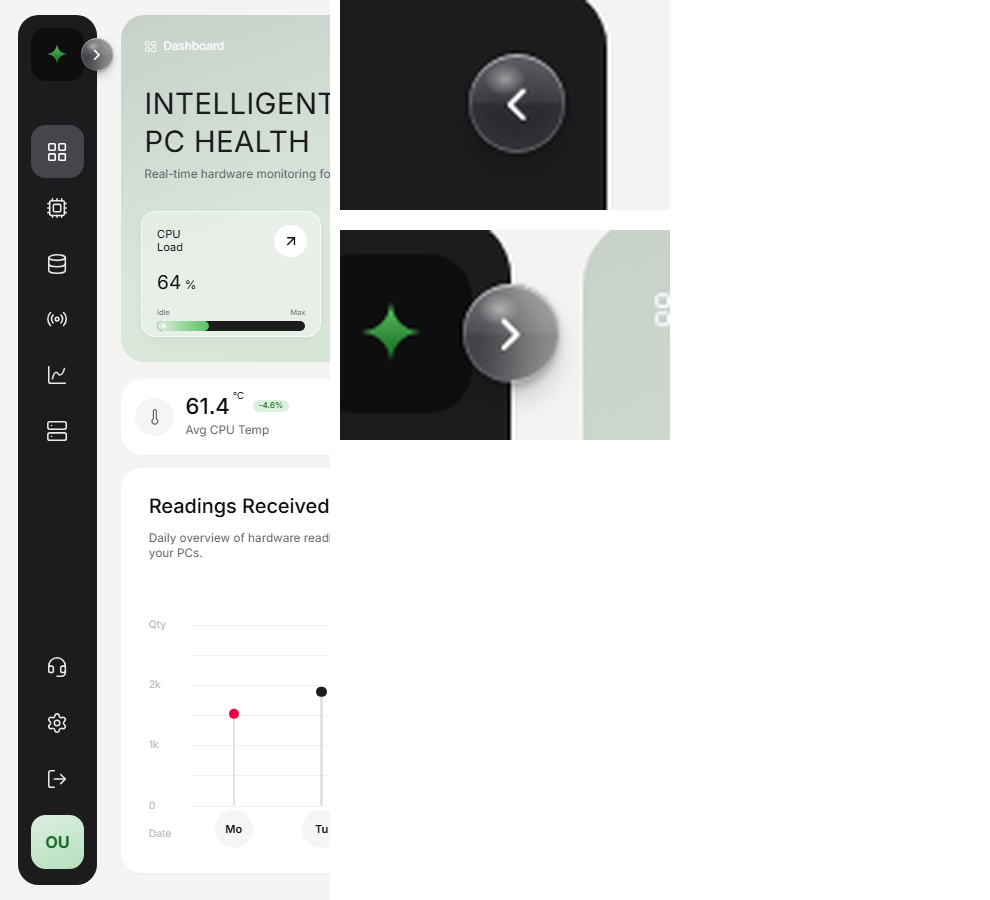 Dashboard
INTELLIGENT
PC HEALTH
Real-time hardware monitoring fo
CPU
Load
64 %
Idle Max
61.4 °C -4.6%
Avg CPU Temp
Readings Received
Daily overview of hardware readi
your PCs.
Qty
2k
1k
0
Date Mo Tu
OU